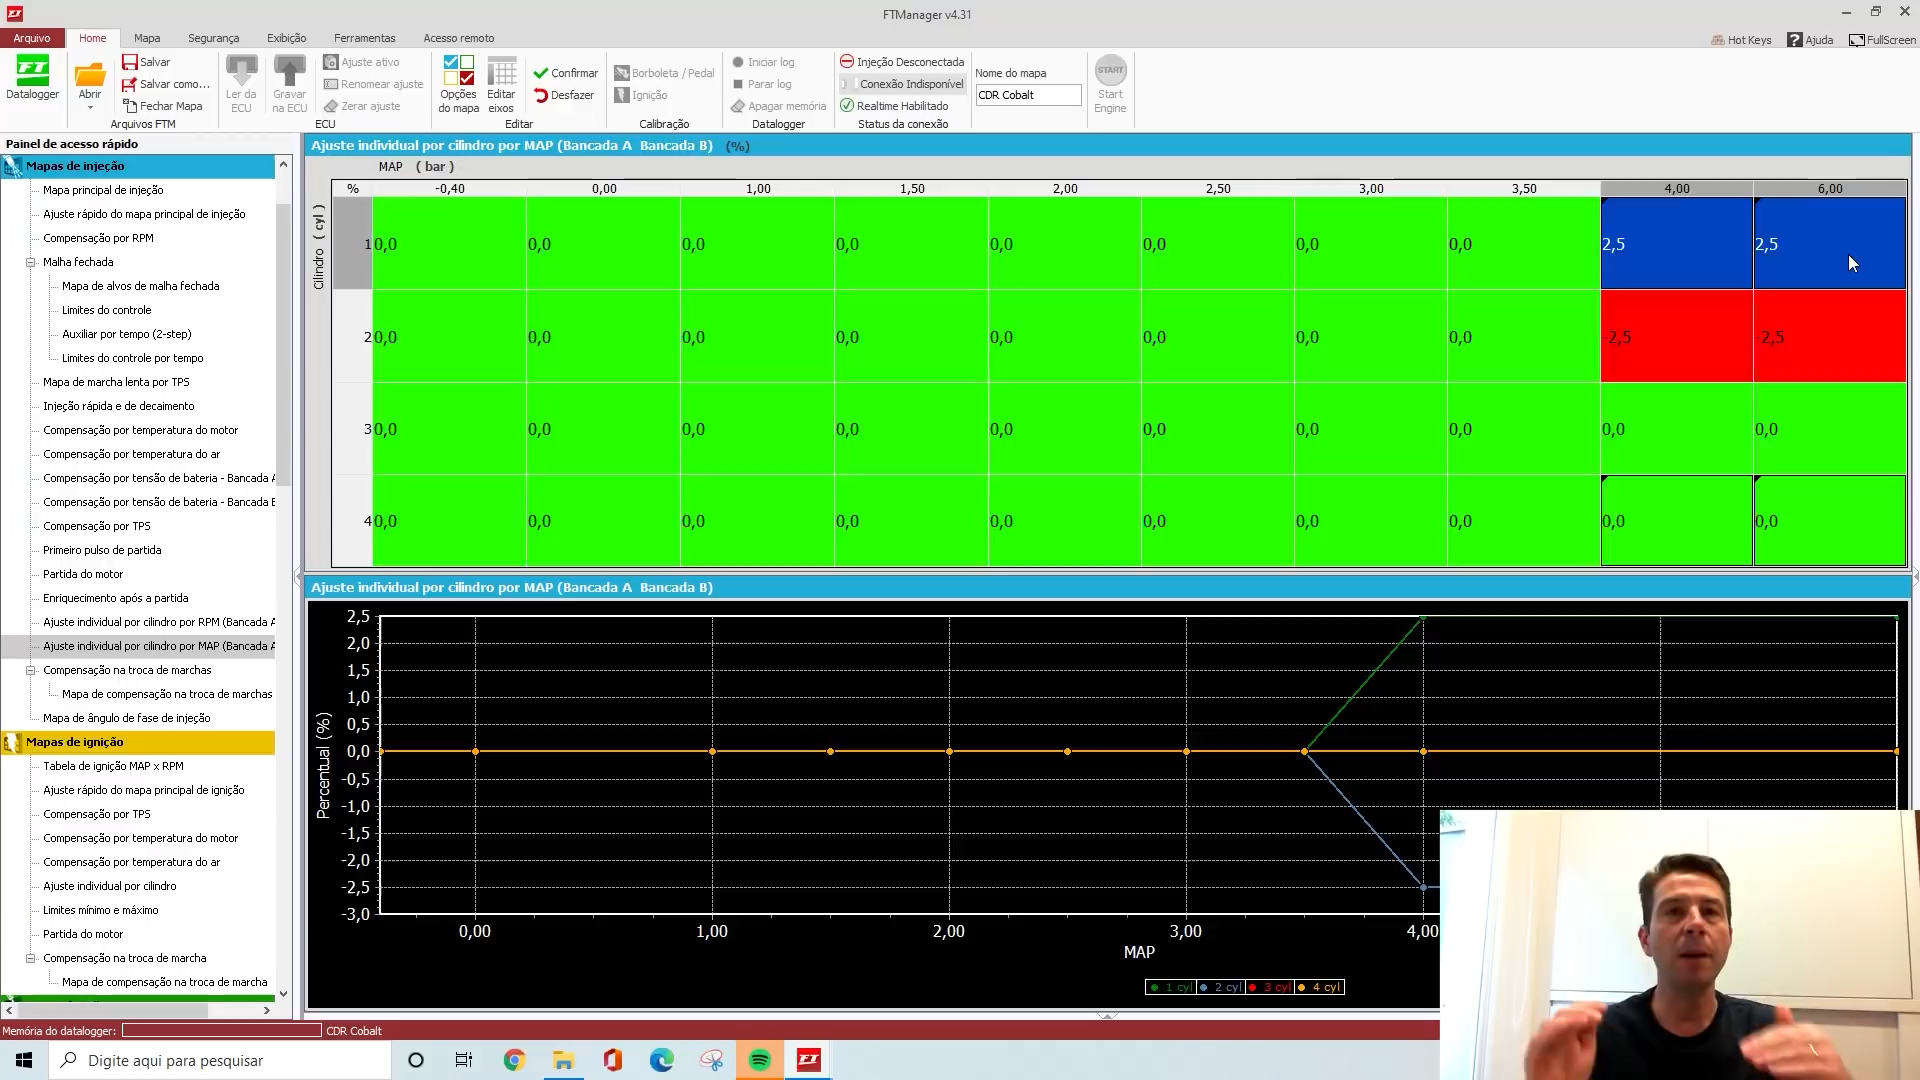 FTManager v4.31
Arquivo Home Mapa Segurança Exibição Ferramentas Acesso remoto
Hot Keys Ajuda FullScreen
Datalogger
Abrir
Salvar
Salvar como...
Fechar Mapa
Arquivos FTM
Ler da ECU
Gravar na ECU
Ajuste ativo
Renomear ajuste
Zerar ajuste
ECU
Opções do mapa
Editar eixos
Confirmar
Desfazer
Editar
Borboleta / Pedal
Ignição
Calibração
Iniciar log
Parar log
Apagar memória
Datalogger
Injeção Desconectada
Conexão Indisponível
Realtime Habilitado
Status da conexão
Nome do mapa
CDR Cobalt
START
Start Engine
Painel de acesso rápido
Mapas de injeção
Mapa principal de injeção
Ajuste rápido do mapa principal de injeção
Compensação por RPM
Malha fechada
Mapa de alvos de malha fechada
Limites do controle
Auxiliar por tempo (2-step)
Limites do controle por tempo
Mapa de marcha lenta por TPS
Injeção rápida e de decaimento
Compensação por temperatura do motor
Compensação por temperatura do ar
Compensação por tensão de bateria - Bancada A
Compensação por tensão de bateria - Bancada B
Compensação por TPS
Primeiro pulso de partida
Partida do motor
Enriquecimento após a partida
Ajuste individual por cilindro por RPM (Bancada A
Ajuste individual por cilindro por MAP (Bancada A
Compensação na troca de marchas
Mapa de compensação na troca de marchas
Mapa de ângulo de fase de injeção
Mapas de ignição
Tabela de ignição MAP x RPM
Ajuste rápido do mapa principal de ignição
Compensação por TPS
Compensação por temperatura do motor
Compensação por temperatura do ar
Ajuste individual por cilindro
Limites mínimo e máximo
Partida do motor
Compensação na troca de marcha
Mapa de compensação na troca de marcha
Ajuste individual por cilindro por MAP (Bancada A Bancada B) (%)
MAP ( bar )
% -0,40 0,00 1,00 1,50 2,00 2,50 3,00 3,50 4,00 6,00
Cilindro ( cyl )
1 0,0 0,0 0,0 0,0 0,0 0,0 0,0 0,0 2,5 2,5
2 0,0 0,0 0,0 0,0 0,0 0,0 0,0 0,0 -2,5 -2,5
3 0,0 0,0 0,0 0,0 0,0 0,0 0,0 0,0 0,0 0,0
4 0,0 0,0 0,0 0,0 0,0 0,0 0,0 0,0 0,0 0,0
Ajuste individual por cilindro por MAP (Bancada A Bancada B)
Percentual (%)
2,5
2,0
1,5
1,0
0,5
0,0
-0,5
-1,0
-1,5
-2,0
-2,5
-3,0
0,00 1,00 2,00 3,00 4,00
MAP
1 cyl 2 cyl 3 cyl 4 cyl
Memória do datalogger: CDR Cobalt
Digite aqui para pesquisar